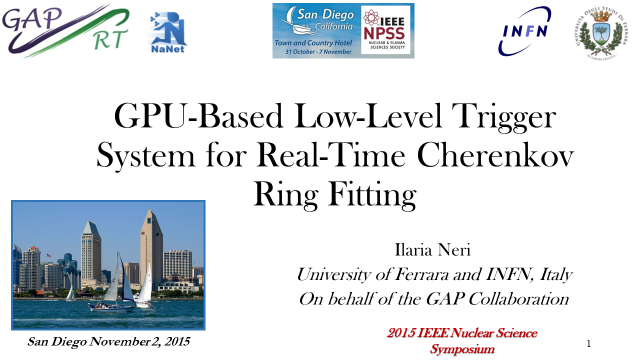 GAP RT
NaNet
San Diego
California
Town and Country Hotel
31 October - 7 November
IEEE
NPSS
NUCLEAR & PLASMA
SCIENCES SOCIETY
INFN
GPU-Based Low-Level Trigger
System for Real-Time Cherenkov
Ring Fitting
Ilaria Neri
University of Ferrara and INFN, Italy
On behalf of the GAP Collaboration
San Diego November 2, 2015
2015 IEEE Nuclear Science
Symposium
1